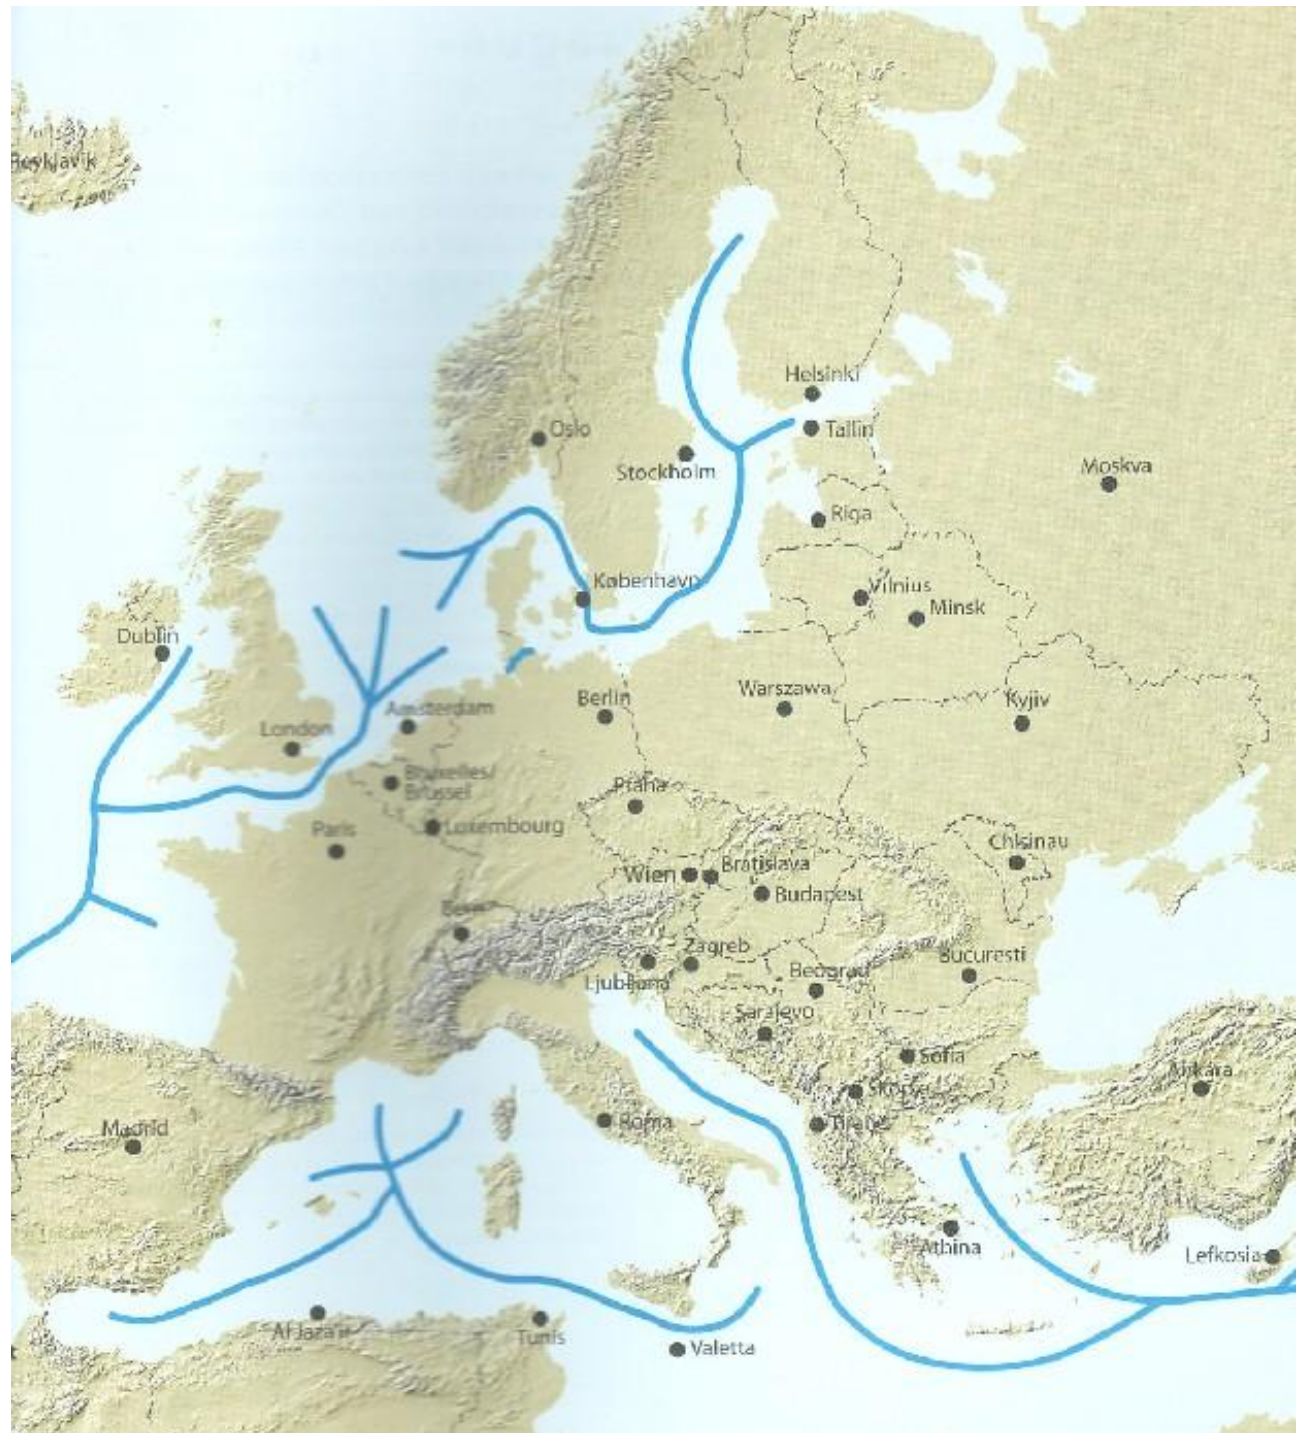 Reykjavik
Helsinki
Oslo
Tallin
Stockholm
Moskva
Riga
København
Vilnius
Minsk
Dublin
Warszawa
Berlin
Kyjiv
Amsterdam
London
Bruxelles/
Brüssel
Praha
Paris
Luxembourg
Chisinau
Wien
Bratislava
Budapest
Bern
Zagreb
Ljubljana
Beograd
Bucuresti
Sarajevo
Sofia
Ankara
Skopje
Roma
Tiranë
Madrid
Athina
Lefkosia
Al Jaza'ir
Tunis
Valetta